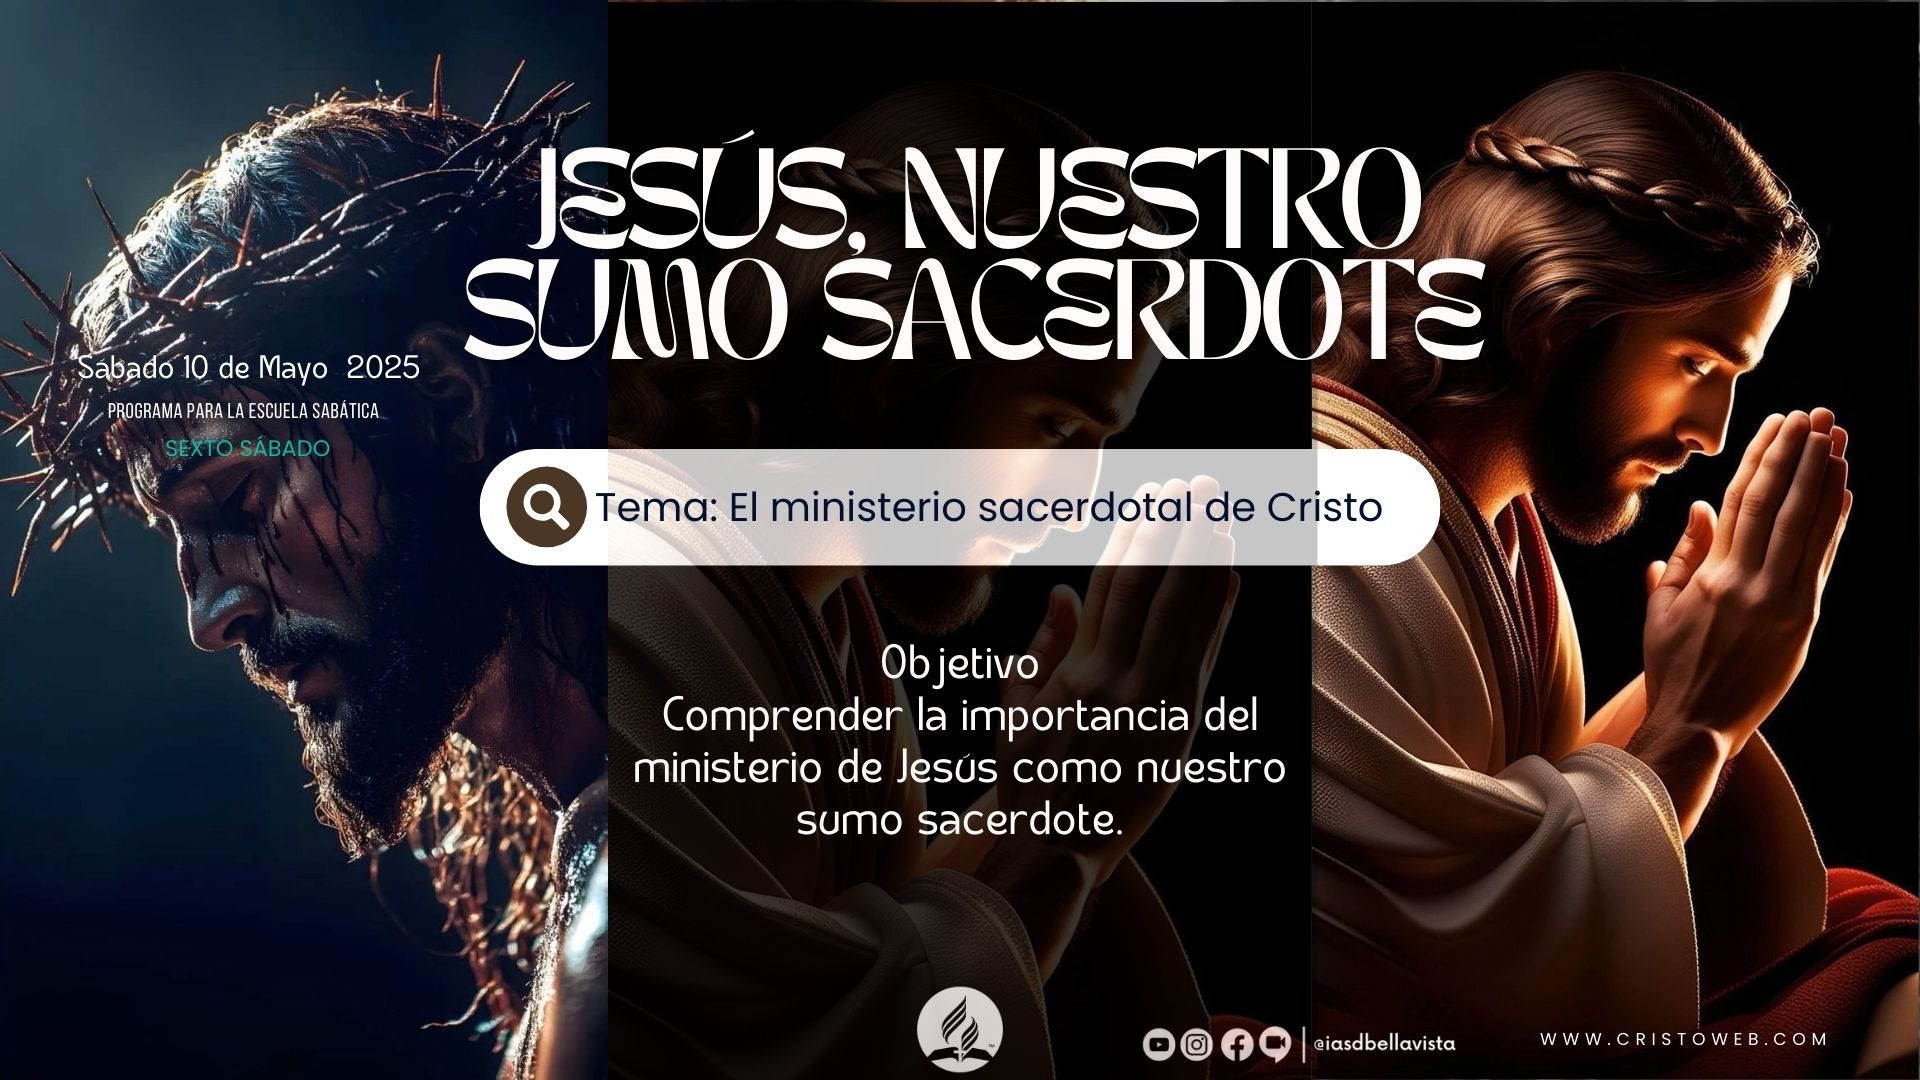 JESÚS, NUESTRO
SUMO SACERDOTE
Sábado 10 de Mayo 2025
PROGRAMA PARA LA ESCUELA SABÁTICA
SEXTO SÁBADO
Tema: El ministerio sacerdotal de Cristo
Objetivo
Comprender la importancia del
ministerio de Jesús como nuestro
sumo sacerdote.
@iasdbellavista
WWW.CRISTOWEB.COM